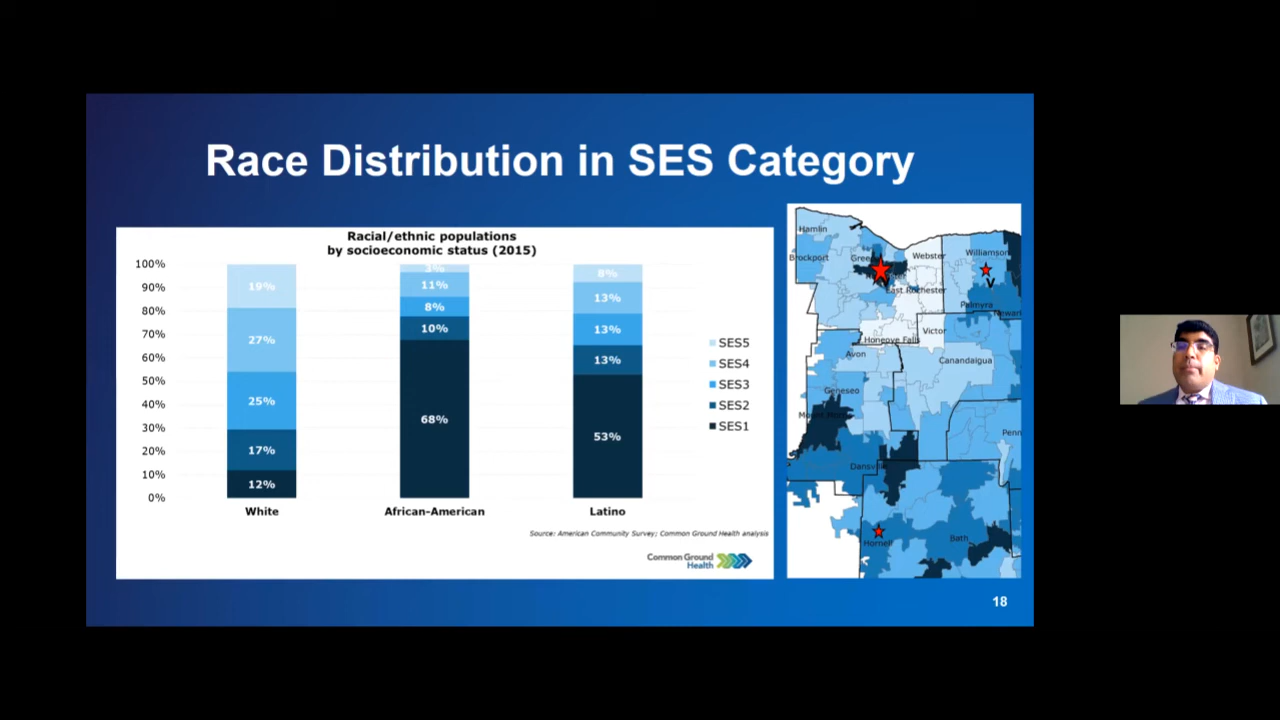 Race Distribution in SES Category
Racial/ethnic populations
by socioeconomic status (2015)
100%
90%
80%
70%
60%
50%
40%
30%
20%
10%
0%
19%
27%
25%
17%
12%
3%
11%
8%
10%
68%
8%
13%
13%
13%
53%
White
African-American
Latino
SES5
SES4
SES3
SES2
SES1
Source: American Community Survey; Common Ground Health analysis
Common Ground
Health
Hamlin
Brockport
Webster
Williamson
East Rochester
Palmyra
Newark
Victor
Honeoye Falls
Avon
Canandaigua
Geneseo
Penn
Dansville
Hornell
Bath
18